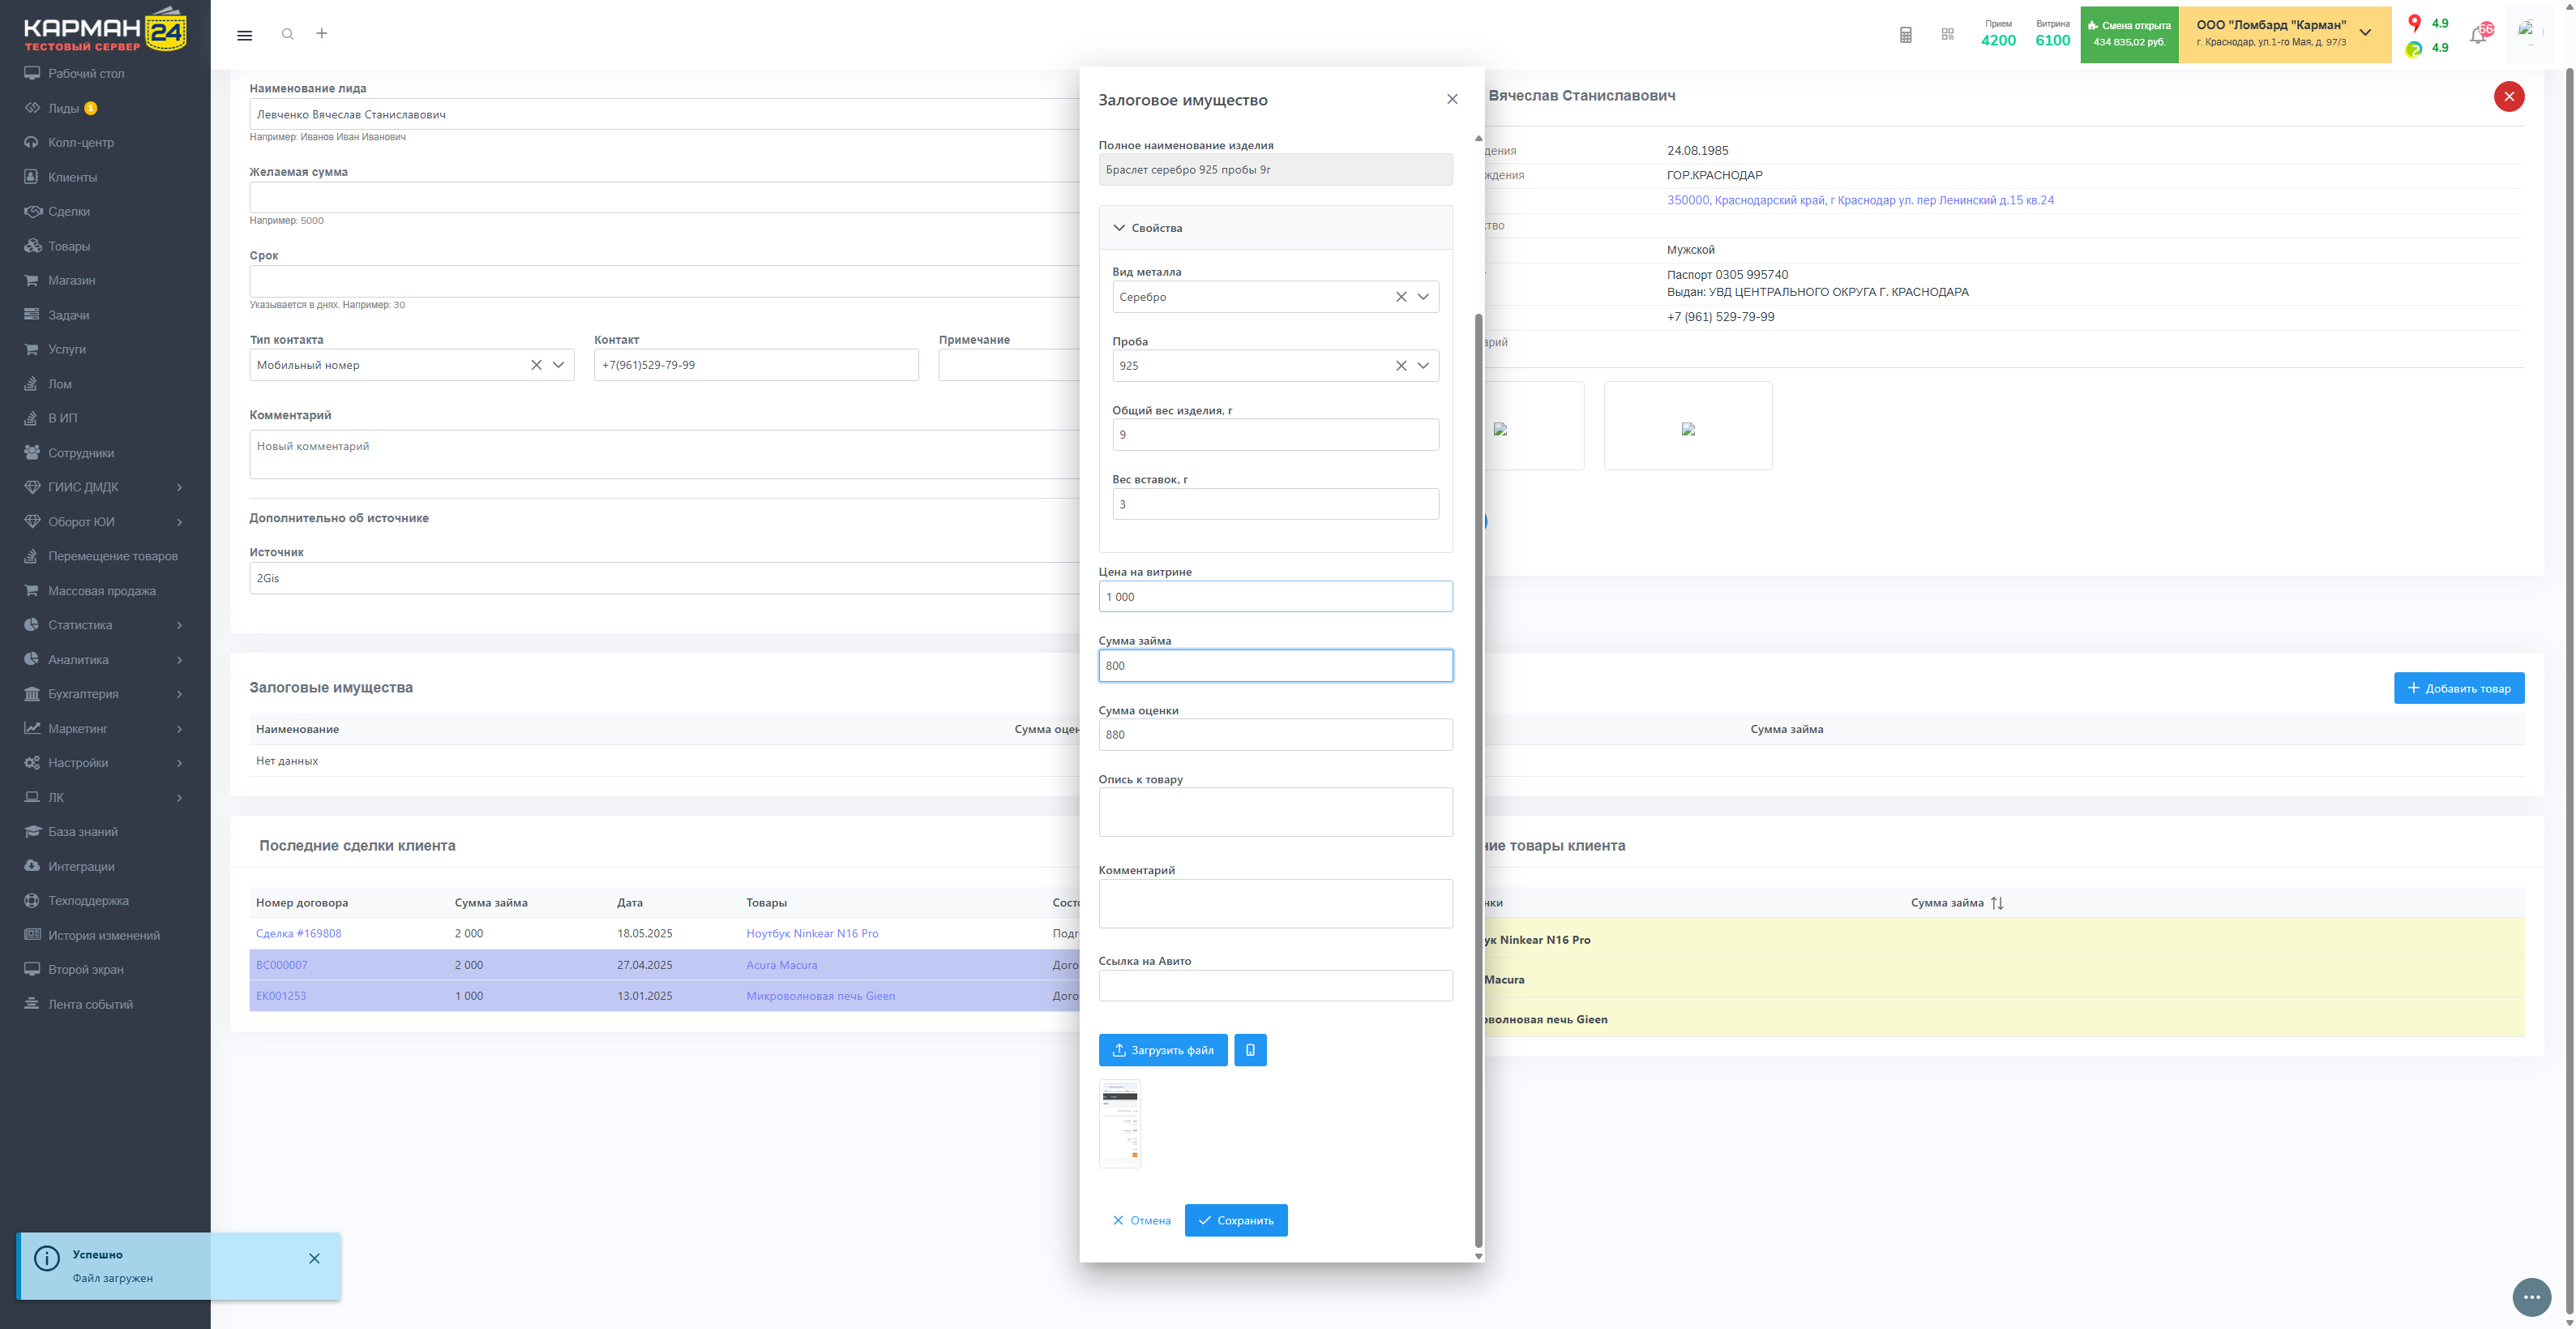 КАРМАН 24
ТЕСТОВЫЙ СЕРВЕР
Рабочий стол
Лиды 1
Колл-центр
Клиенты
Сделки
Товары
Магазин
Задачи
Услуги
Лом
В ИП
Сотрудники
ГИИС ДМДК
Оборот ЮИ
Перемещение товаров
Массовая продажа
Статистика
Аналитика
Бухгалтерия
Маркетинг
Настройки
ЛК
База знаний
Интеграции
Техподдержка
История изменений
Второй экран
Лента событий
Успешно
Файл загружен
Прием
4200
Витрина
6100
Смена открыта
434 835,02 руб.
ООО "Ломбард "Карман"
г. Краснодар, ул.1-го Мая, д. 97/3
4.9
4.9
66
Наименование лида
Левченко Вячеслав Станиславович
Например: Иванов Иван Иванович
Желаемая сумма
Например: 5000
Срок
Указывается в днях. Например: 30
Тип контакта
Контакт
Примечание
Мобильный номер
+7(961)529-79-99
Комментарий
Новый комментарий
Дополнительно об источнике
Источник
2Gis
Залоговое имущество
Полное наименование изделия
Браслет серебро 925 пробы 9г
Свойства
Вид металла
Серебро
Проба
925
Общий вес изделия, г
9
Вес вставок, г
3
Цена на витрине
1 000
Сумма займа
800
Сумма оценки
880
Опись к товару
Комментарий
Ссылка на Авито
Загрузить файл
Отмена
Сохранить
Вячеслав Станиславович
дения 24.08.1985
ждения ГОР.КРАСНОДАР
350000, Краснодарский край, г Краснодар ул. пер Ленинский д.15 кв.24
ство
Мужской
Паспорт 0305 995740
Выдан: УВД ЦЕНТРАЛЬНОГО ОКРУГА Г. КРАСНОДАРА
+7 (961) 529-79-99
арий
Залоговые имущества
Добавить товар
Наименование
Сумма оцен
Сумма займа
Нет данных
Последние сделки клиента
Номер договора Сумма займа Дата Товары Состо
Сделка #169808 2 000 18.05.2025 Ноутбук Ninkear N16 Pro Подг
ВС000007 2 000 27.04.2025 Acura Macura Дого
ЕК001253 1 000 13.01.2025 Микроволновая печь Gieen Дого
ние товары клиента
нки Сумма займа
ук Ninkear N16 Pro
Macura
оволновая печь Gieen